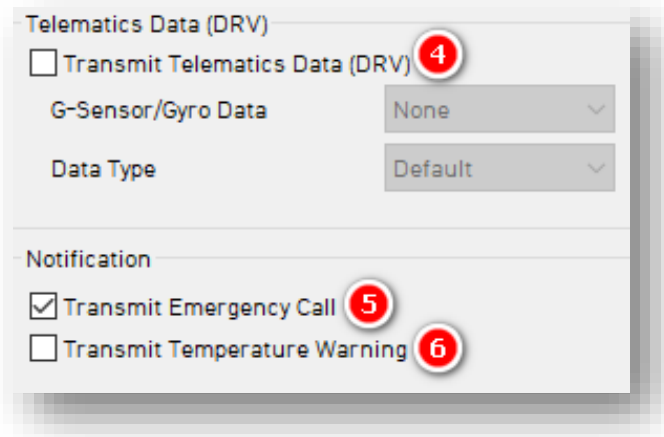 Telematics Data (DRV)
Transmit Telematics Data (DRV) 4
G-Sensor/Gyro Data None
Data Type Default
Notification
Transmit Emergency Call 5
Transmit Temperature Warning 6